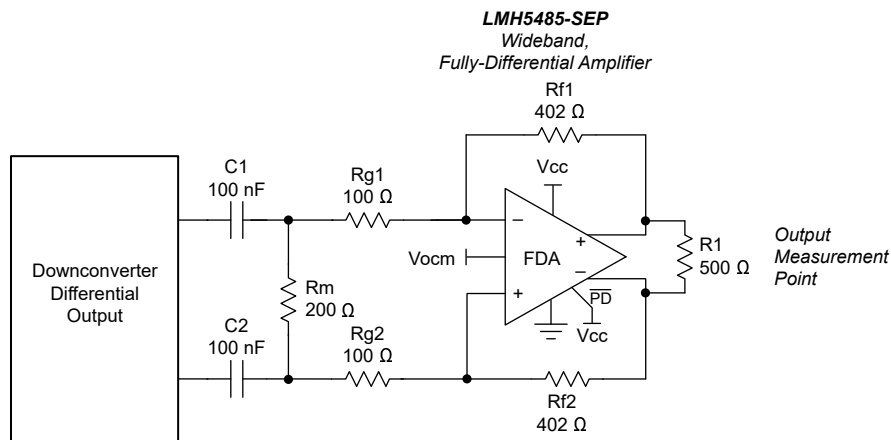 LMH5485-SEP
Wideband,
Fully-Differential Amplifier
Rf1
402 Ω
C1
100 nF
Rg1
100 Ω
Vcc
Downconverter
Differential
Output
Rm
200 Ω
Vocm
−
+
FDA
+
−
PD
Vcc
R1
500 Ω
Output
Measurement
Point
C2
100 nF
Rg2
100 Ω
Rf2
402 Ω